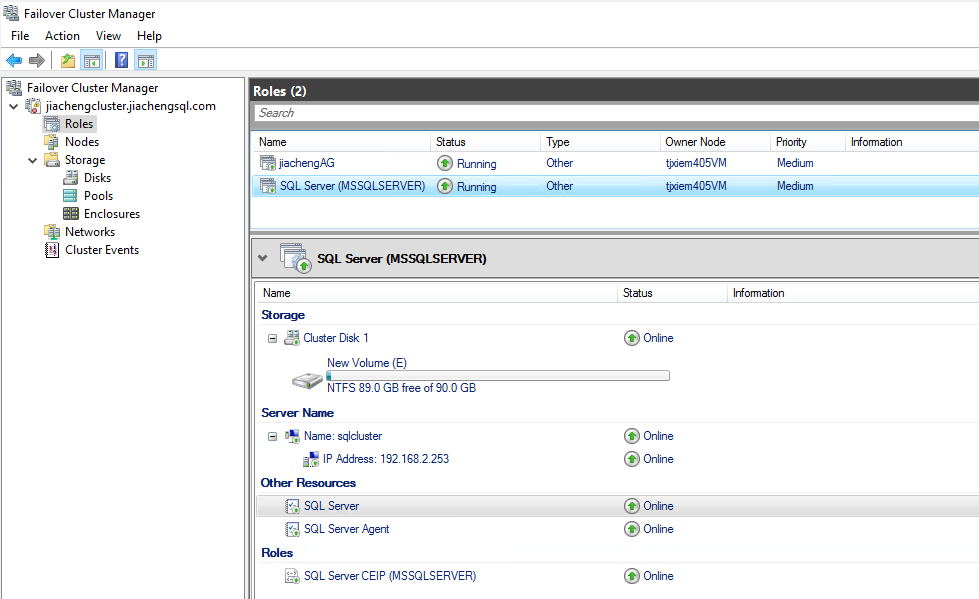 Failover Cluster Manager
File Action View Help
Failover Cluster Manager
jiachengcluster.jiachengsql.com
Roles
Nodes
Storage
Disks
Pools
Enclosures
Networks
Cluster Events
Roles (2)
Search
Name Status Type Owner Node Priority Information
jiachengAG Running Other tjxiem405VM Medium
SQL Server (MSSQLSERVER) Running Other tjxiem405VM Medium
SQL Server (MSSQLSERVER)
Name Status Information
Storage
Cluster Disk 1 Online
New Volume (E)
NTFS 89.0 GB free of 90.0 GB
Server Name
Name: sqlcluster Online
IP Address: 192.168.2.253 Online
Other Resources
SQL Server Online
SQL Server Agent Online
Roles
SQL Server CEIP (MSSQLSERVER) Online